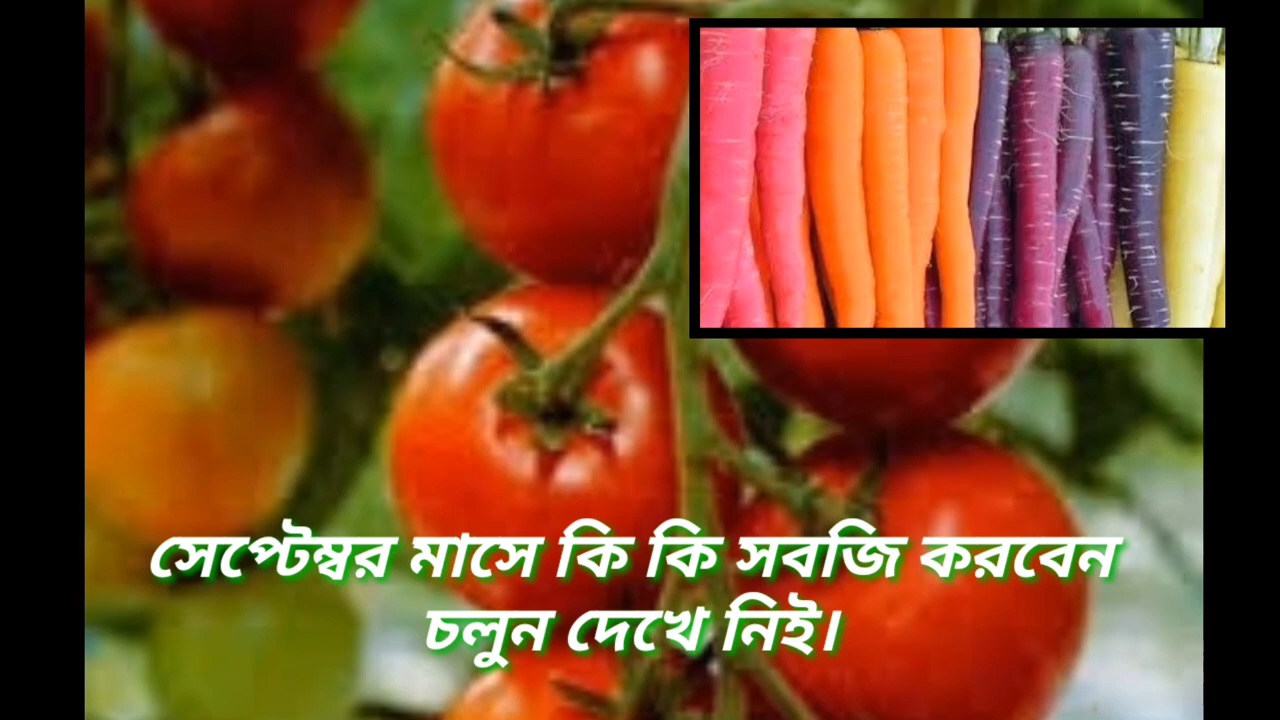 সেপ্টেম্বর মাসে কি কি সবজি করবেন
চলুন দেখে নিই।